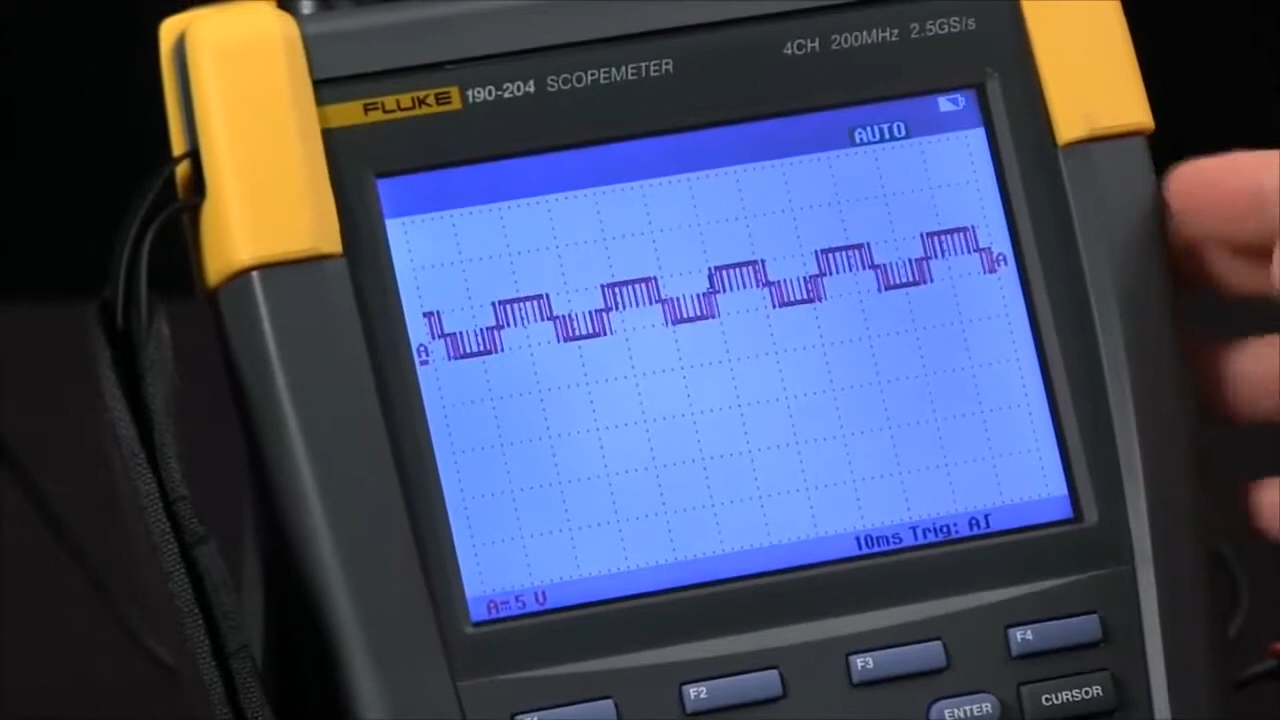 4CH 200MHz 2.5GS/s
FLUKE 190-204 SCOPEMETER
AUTO
A
A
10ms Trig: A
A 5 V
F4
F3
F2
CURSOR
ENTER